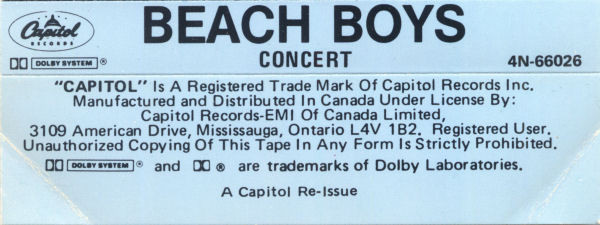 BEACH BOYS
Capitol
RECORDS
CONCERT
DOLBY SYSTEM ®
4N-66026
"CAPITOL" Is A Registered Trade Mark Of Capitol Records Inc.
Manufactured and Distributed In Canada Under License By:
Capitol Records-EMI Of Canada Limited,
3109 American Drive, Mississauga, Ontario L4V 1B2. Registered User.
Unauthorized Copying Of This Tape In Any Form Is Strictly Prohibited.
DOLBY SYSTEM ® and ® are trademarks of Dolby Laboratories.
A Capitol Re-Issue